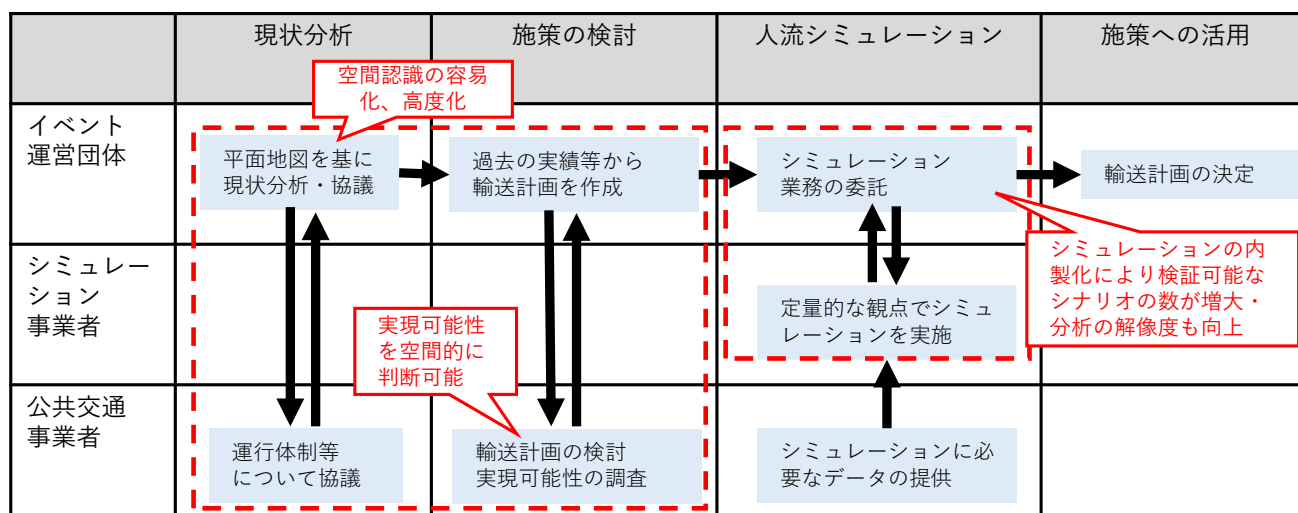 現状分析
施策の検討
人流シミュレーション
施策への活用
空間認識の容易
化、高度化
イベント
運営団体
平面地図を基に
現状分析・協議
過去の実績等から
輸送計画を作成
シミュレーション
業務の委託
輸送計画の決定
シミュレーションの内
製化により検証可能な
シナリオの数が増大・
分析の解像度も向上
シミュレー
ション
事業者
定量的な観点でシミュ
レーションを実施
実現可能性
を空間的に
判断可能
公共交通
事業者
運行体制等
について協議
輸送計画の検討
実現可能性の調査
シミュレーションに必
要なデータの提供